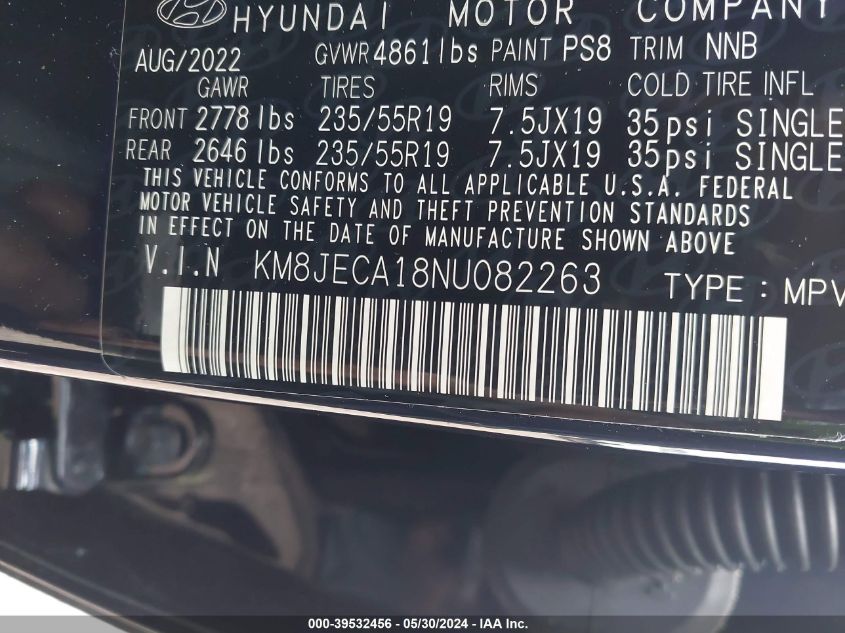 HYUNDAI MOTOR COMPANY
AUG/2022 GVWR 4861lbs PAINT PS8 TRIM NNB
GAWR TIRES RIMS COLD TIRE INFL
FRONT 2778 lbs 235/55R19 7.5JX19 35psi SINGLE
REAR 2646 lbs 235/55R19 7.5JX19 35psi SINGLE
THIS VEHICLE CONFORMS TO ALL APPLICABLE U.S.A. FEDERAL
MOTOR VEHICLE SAFETY AND THEFT PREVENTION STANDARDS
IN EFFECT ON THE DATE OF MANUFACTURE SHOWN ABOVE
V.I.N KM8JECA18NU082263 TYPE : MPV
000-39532456 - 05/30/2024 - IAA Inc.